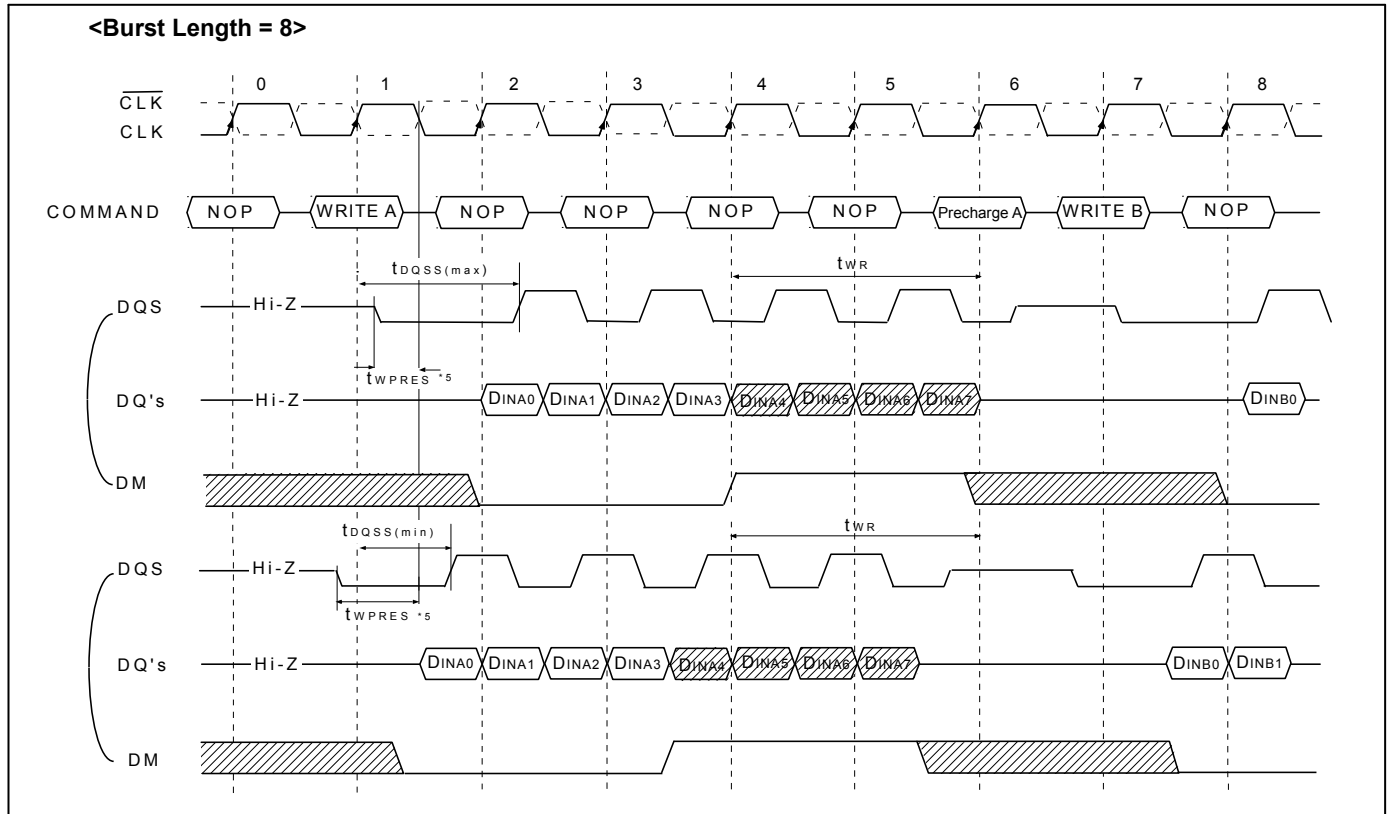 <Burst Length = 8>
0 1 2 3 4 5 6 7 8
CLK
CLK
COMMAND NOP WRITE A NOP NOP NOP NOP Precharge A WRITE B NOP
tDQSS(max) tWR
DQS Hi-Z
tWPRES *5
DQ's Hi-Z DINA0 DINA1 DINA2 DINA3 DINA4 DINA5 DINA6 DINA7 DINB0
DM
tDQSS(min) tWR
DQS Hi-Z
tWPRES *5
DQ's Hi-Z DINA0 DINA1 DINA2 DINA3 DINA4 DINA5 DINA6 DINA7 DINB0 DINB1
DM